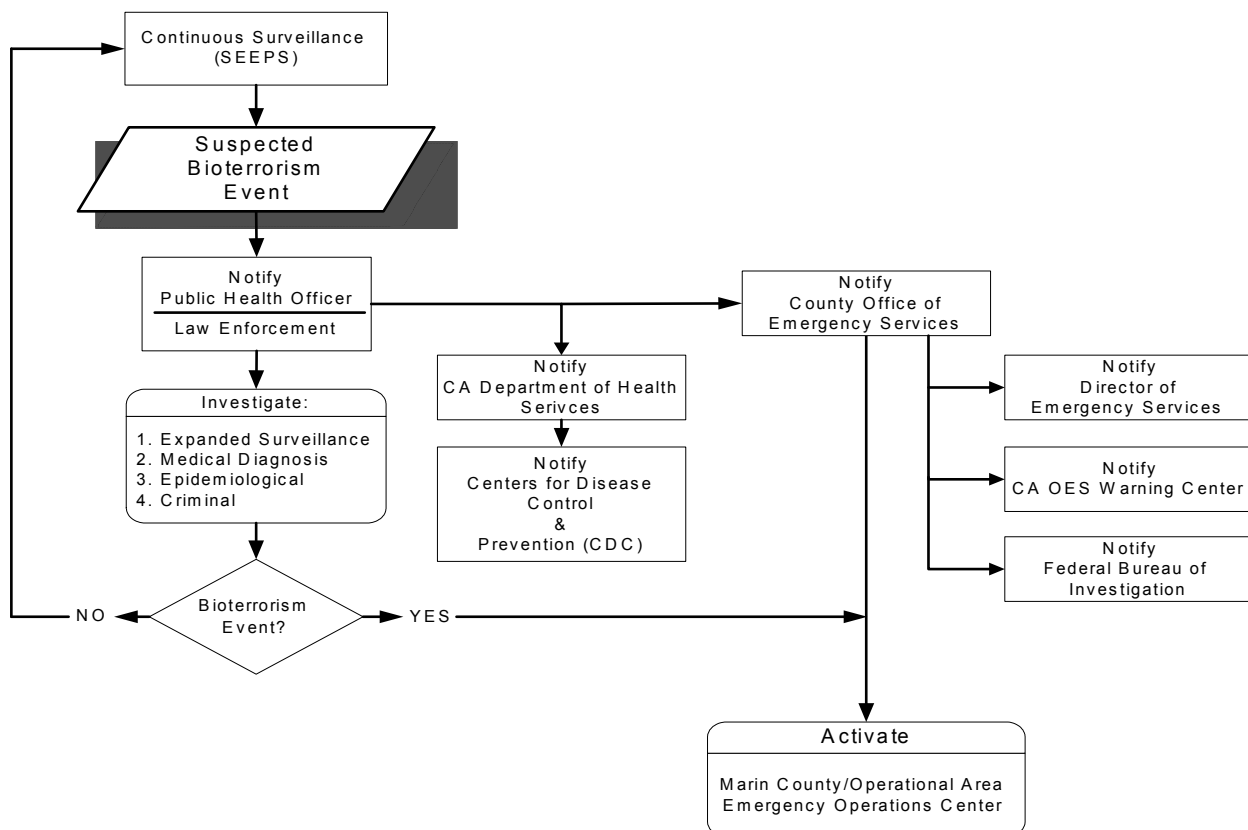 Continuous Surveillance
(SEEPS)
Suspected
Bioterrorism
Event
Notify
Public Health Officer
Law Enforcement
Notify
County Office of
Emergency Services
Notify
CA Department of Health
Serivces
Notify
Director of
Emergency Services
Investigate:
1. Expanded Surveillance
2. Medical Diagnosis
3. Epidemiological
4. Criminal
Notify
Centers for Disease
Control
&
Prevention (CDC)
Notify
CA OES Warning Center
Notify
Federal Bureau of
Investigation
NO
Bioterrorism
Event?
YES
Activate
Marin County/Operational Area
Emergency Operations Center